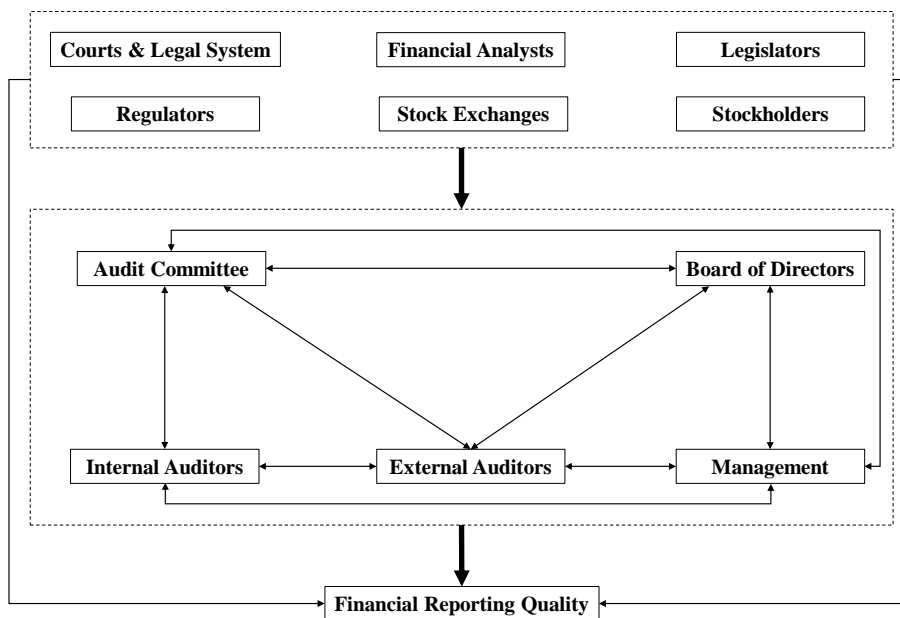 Courts & Legal System
Financial Analysts
Legislators
Regulators
Stock Exchanges
Stockholders
Audit Committee
Board of Directors
Internal Auditors
External Auditors
Management
Financial Reporting Quality